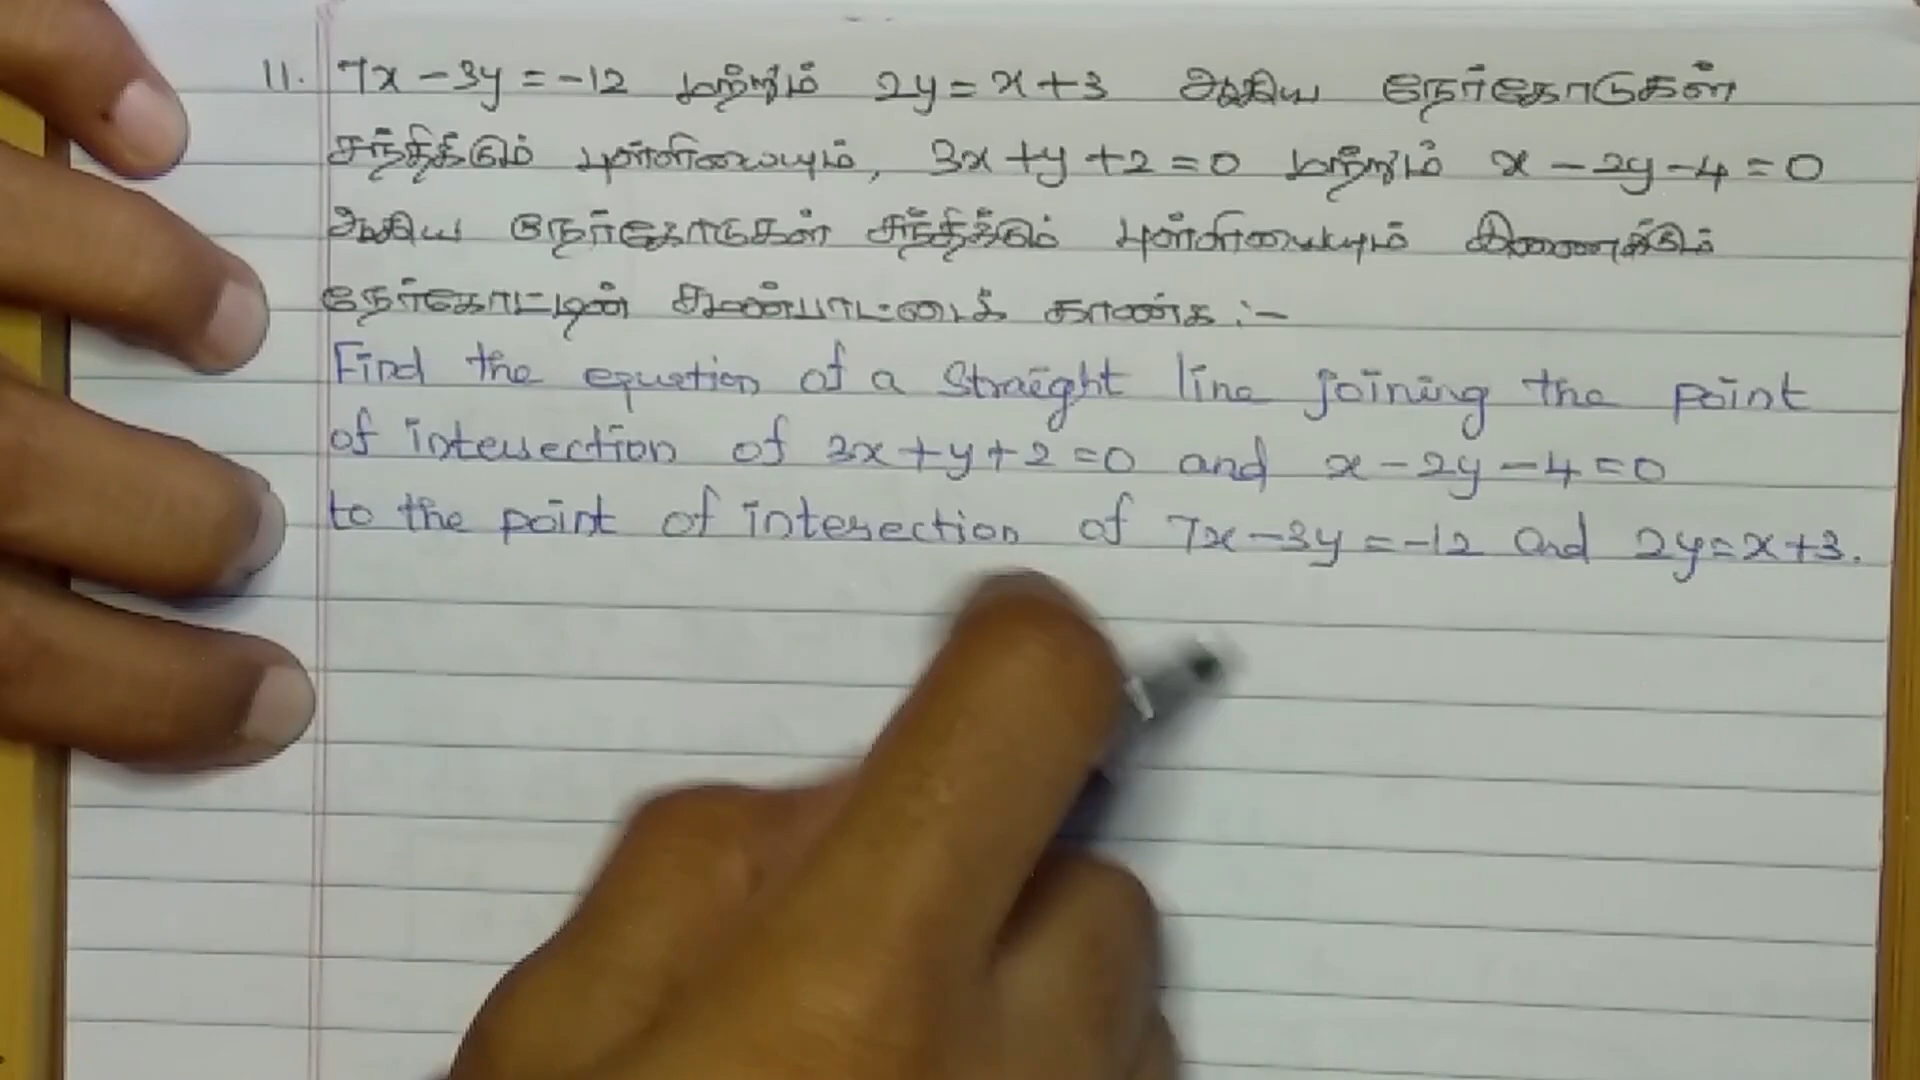 11. 7x - 3y = -12 மற்றும் 2y = x + 3 ஆகிய நேர்கோடுகள்
சந்திக்கும் புள்ளியையும், 3x + y + 2 = 0 மற்றும் x - 2y - 4 = 0
ஆகிய நேர்கோடுகள் சந்திக்கும் புள்ளியையும் இணைக்கும்
நேர்கோட்டின் சமன்பாட்டைக் காண்க :-
Find the equation of a Straight line joining the point
of intersection of 3x + y + 2 = 0 and x - 2y - 4 = 0
to the point of intersection of 7x - 3y = -12 and 2y = x + 3.